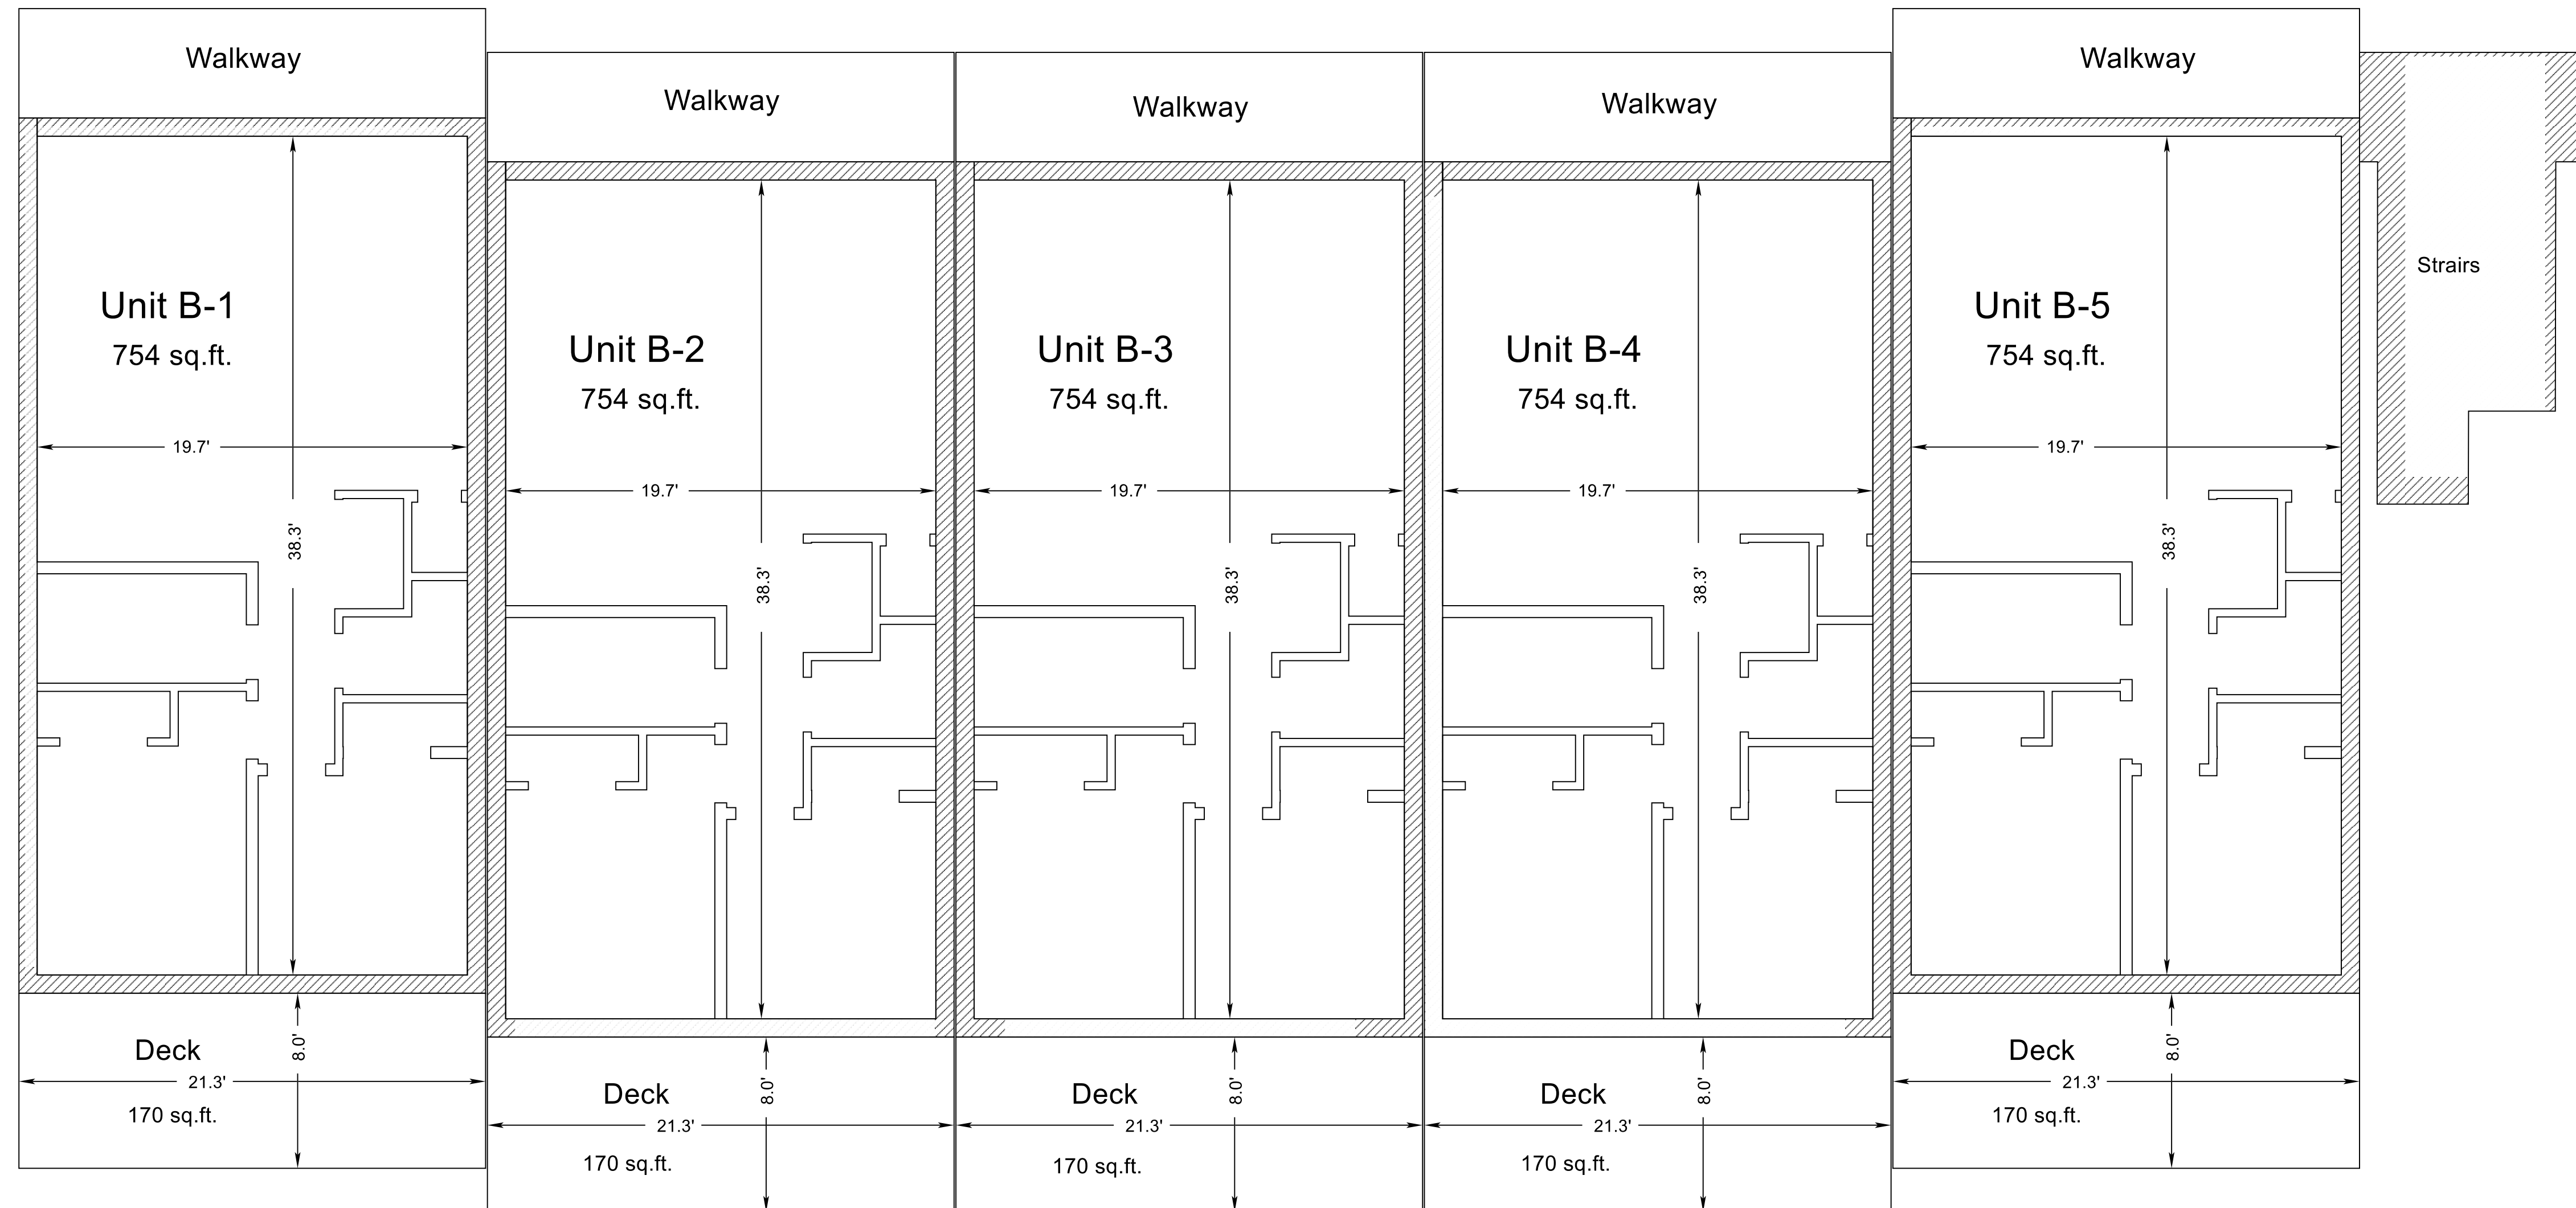 Walkway
Unit B-1
754 sq.ft.
19.7'
38.3'
Deck
8.0'
21.3'
170 sq.ft.
Walkway
Unit B-2
754 sq.ft.
19.7'
38.3'
Deck
8.0'
21.3'
170 sq.ft.
Walkway
Unit B-3
754 sq.ft.
19.7'
38.3'
Deck
8.0'
21.3'
170 sq.ft.
Walkway
Unit B-4
754 sq.ft.
19.7'
38.3'
Deck
8.0'
21.3'
170 sq.ft.
Walkway
Unit B-5
754 sq.ft.
19.7'
38.3'
Deck
8.0'
21.3'
170 sq.ft.
Strairs